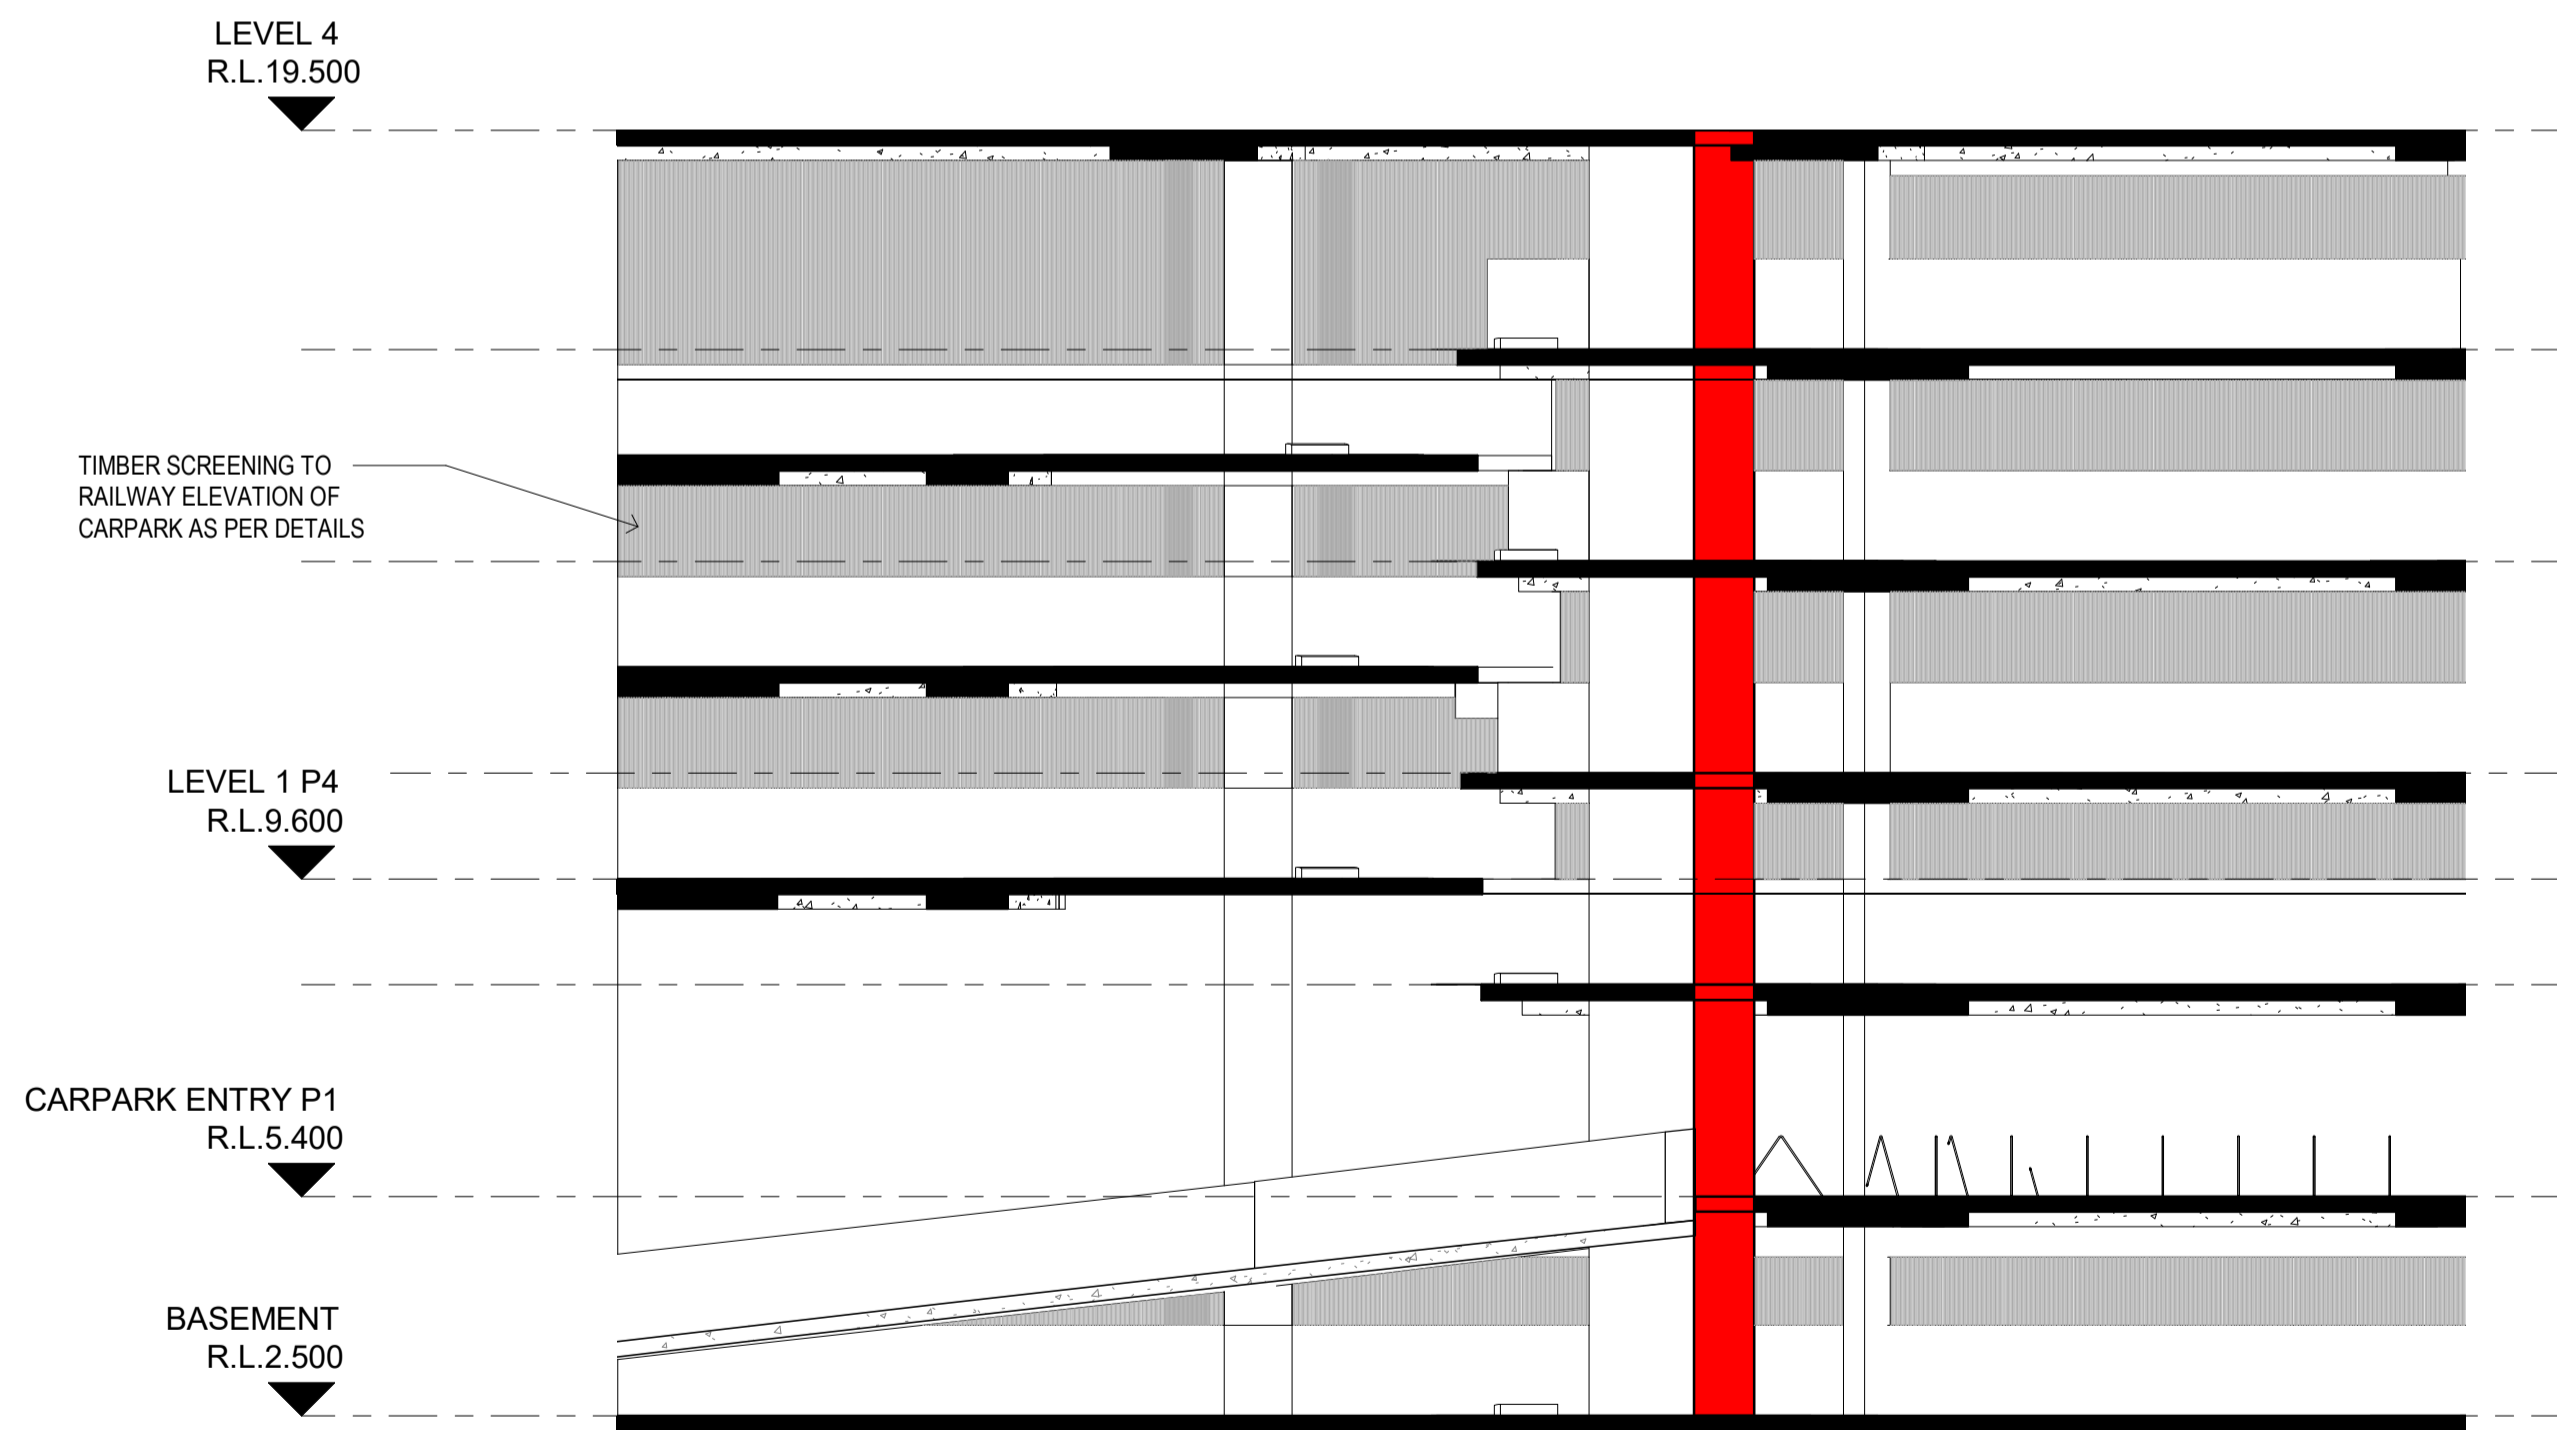 LEVEL 4
R.L.19.500
TIMBER SCREENING TO
RAILWAY ELEVATION OF
CARPARK AS PER DETAILS
LEVEL 1 P4
R.L.9.600
CARPARK ENTRY P1
R.L.5.400
BASEMENT
R.L.2.500